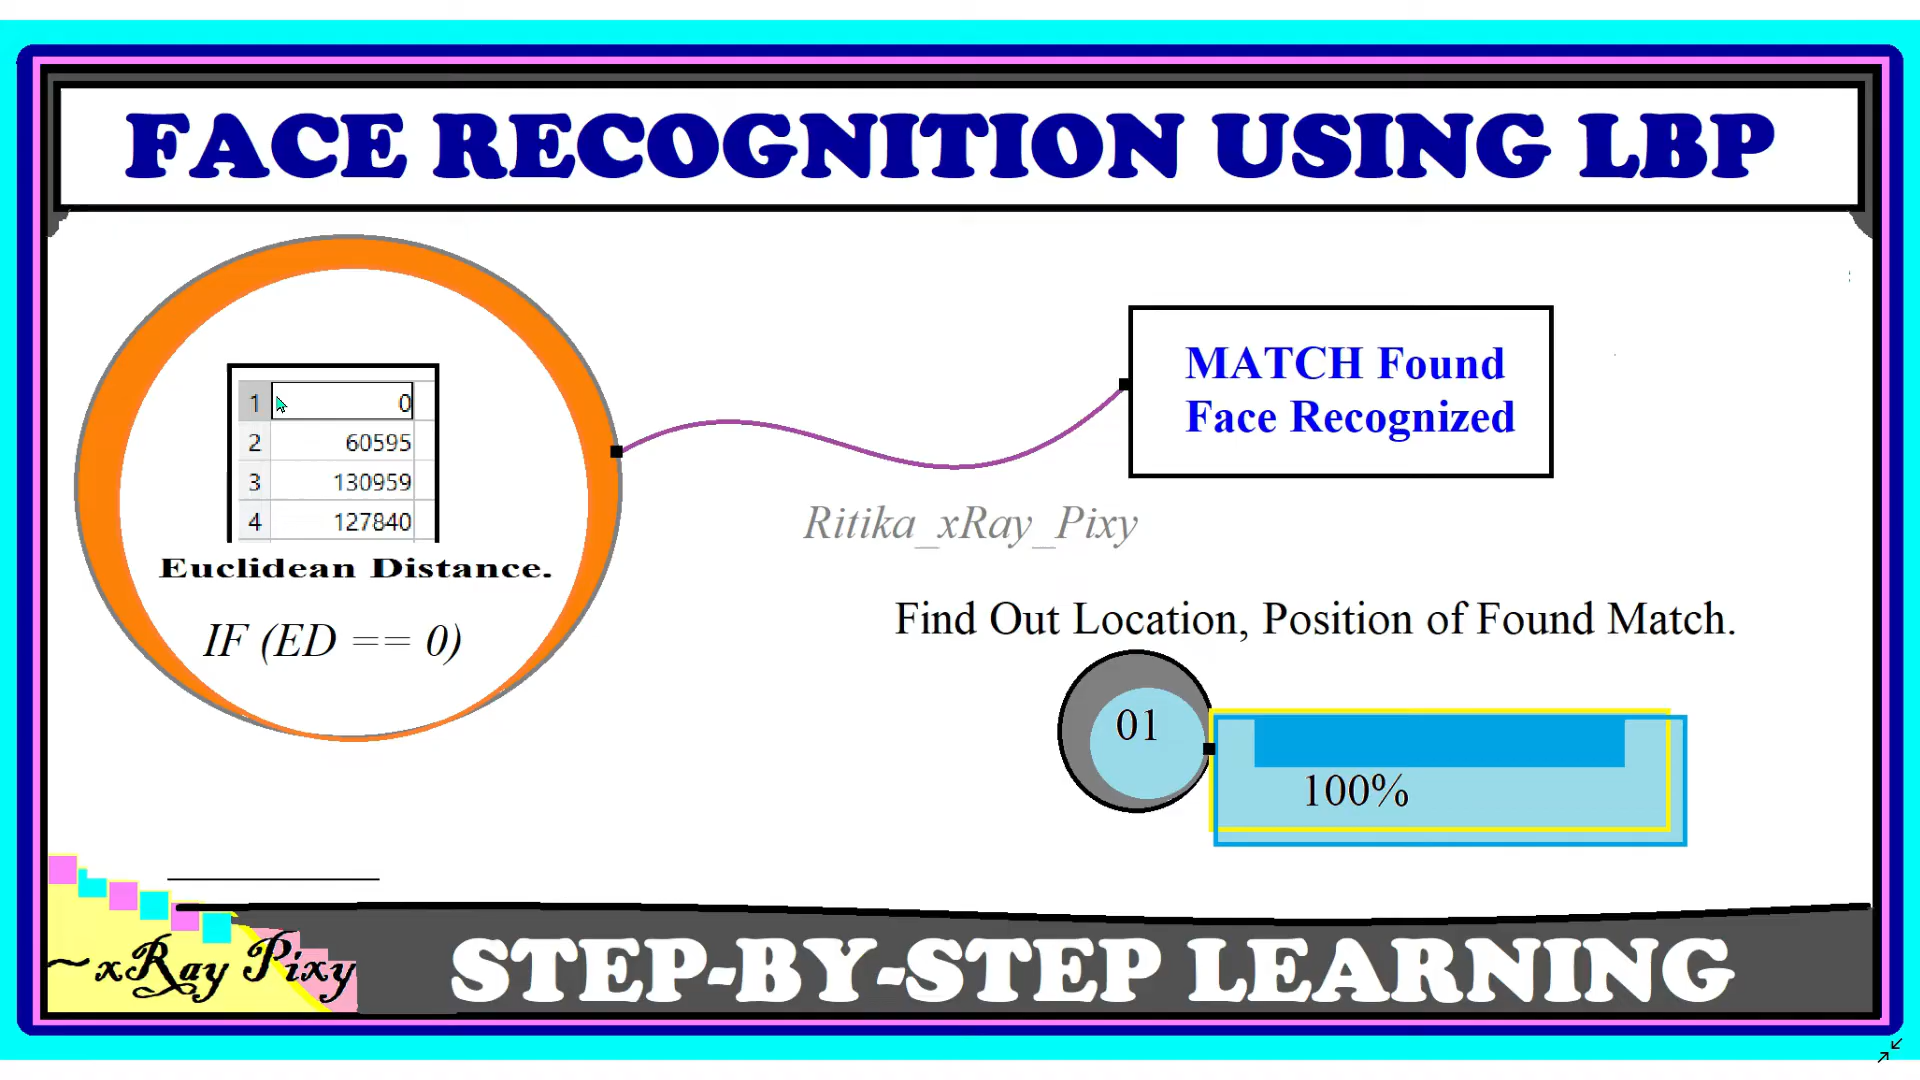 FACE RECOGNITION USING LBP
1 0
2 60595
3 130959
4 127840
Euclidean Distance.
IF (ED == 0)
MATCH Found
Face Recognized
Ritika_xRay_Pixy
Find Out Location, Position of Found Match.
01
100%
~xRay Pixy
STEP-BY-STEP LEARNING